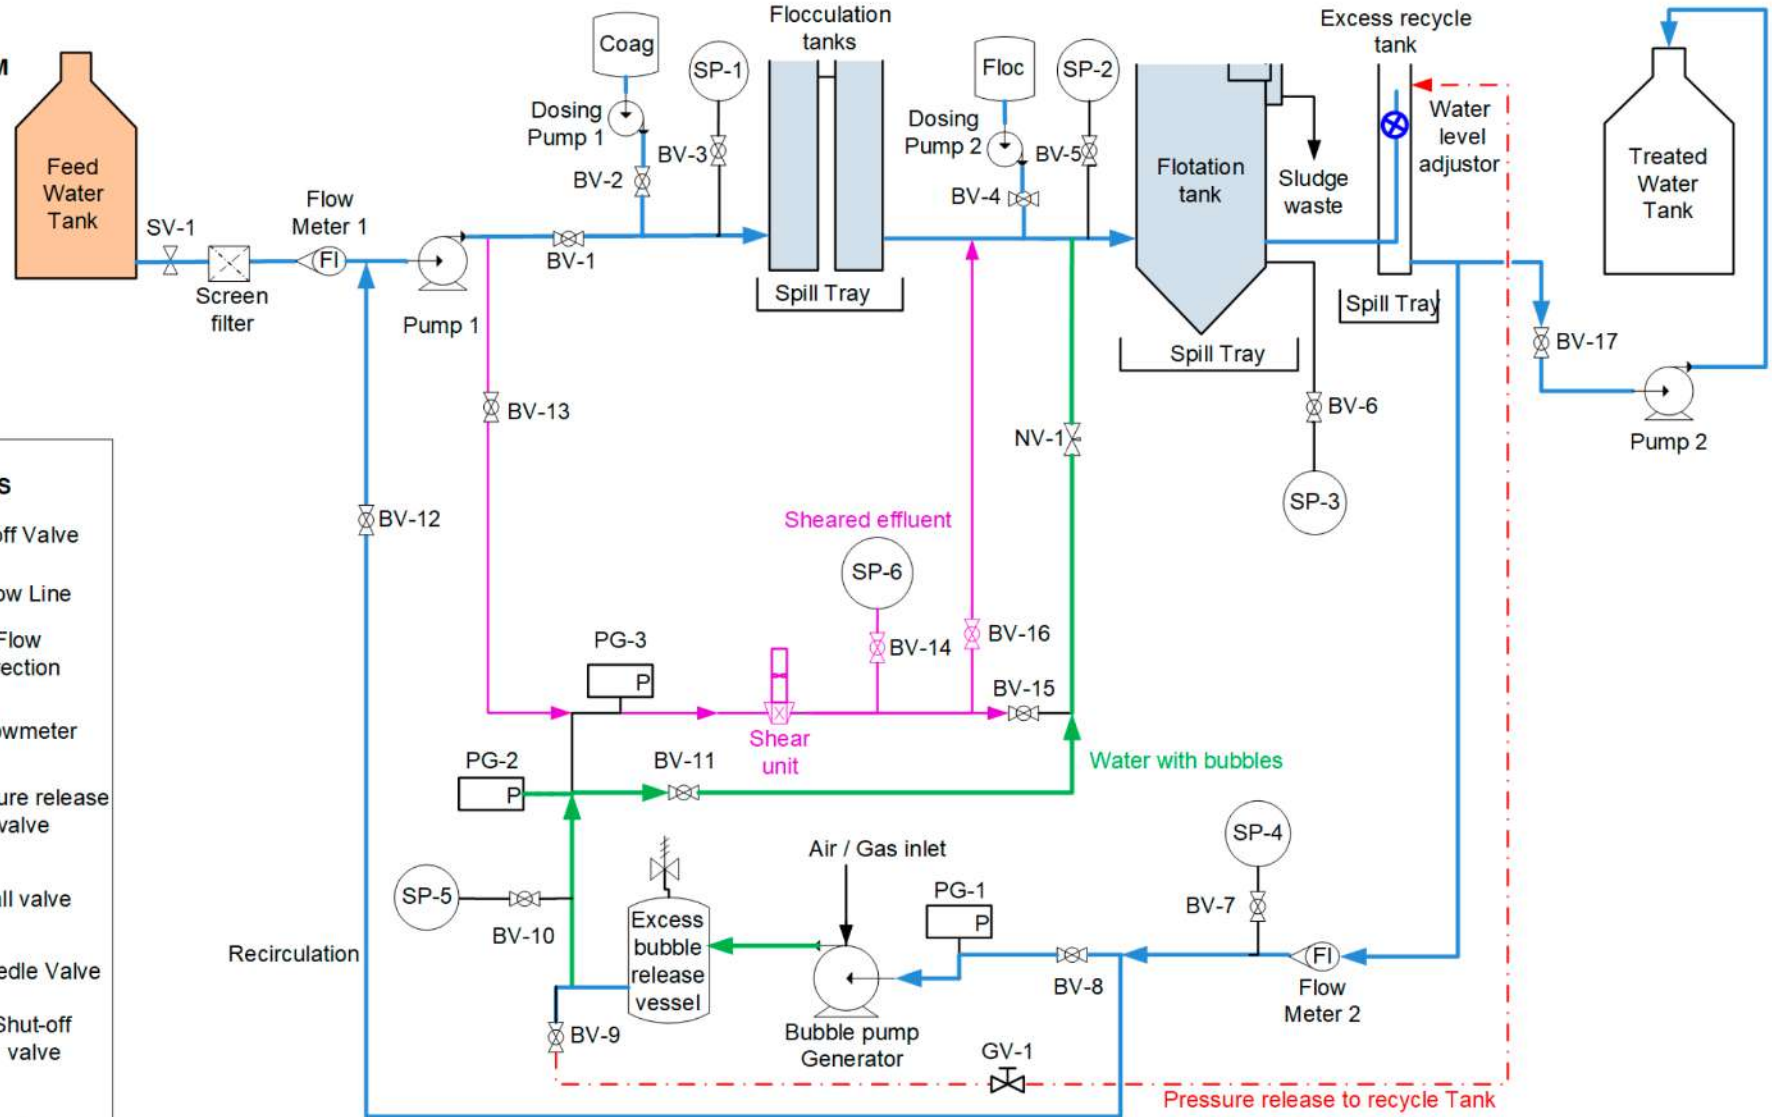 M
Feed
Water
Tank
SV-1
Screen
filter
Flow
Meter 1
FI
Pump 1
Coag
Dosing
Pump 1
BV-2
BV-1
SP-1
BV-3
Flocculation
tanks
Spill Tray
Floc
Dosing
Pump 2
BV-4
SP-2
BV-5
Flotation
tank
Spill Tray
Sludge
waste
Excess recycle
tank
Water
level
adjustor
Spill Tray
Treated
Water
Tank
BV-17
Pump 2
BV-6
SP-3
BV-13
NV-1
BV-12
Sheared effluent
SP-6
BV-14
BV-16
PG-3
P
BV-15
Shear
unit
PG-2
P
BV-11
Water with bubbles
SP-5
BV-10
Excess
bubble
release
vessel
Air / Gas inlet
PG-1
P
SP-4
BV-7
BV-8
FI
Flow
Meter 2
Recirculation
BV-9
Bubble pump
Generator
GV-1
Pressure release to recycle Tank
S
off Valve
ow Line
Flow
rection
owmeter
ure release
valve
all valve
edle Valve
Shut-off
valve